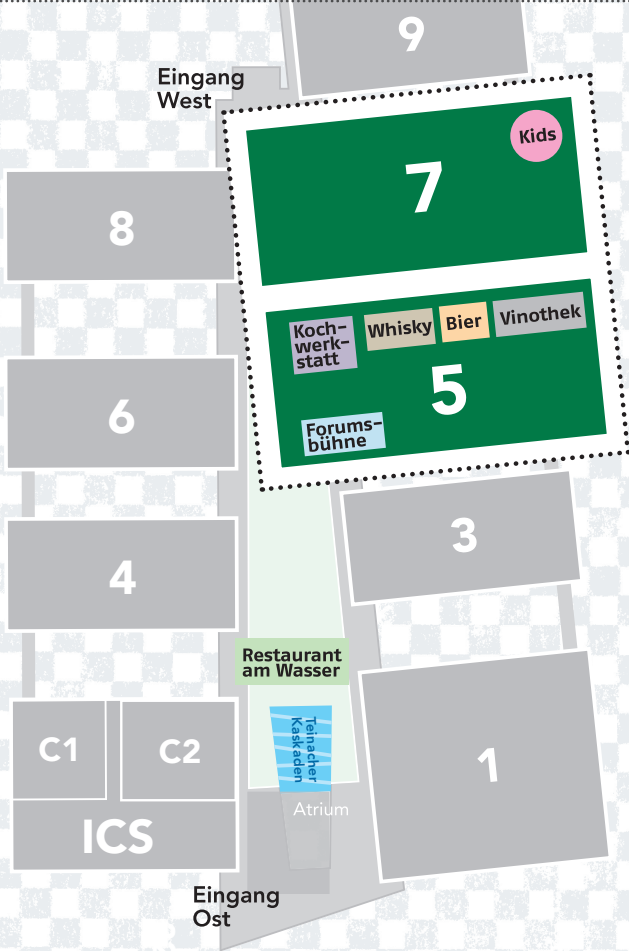 9
Eingang
West
Kids
7
8
Koch-
werk-
statt
Whisky
Bier
Vinothek
5
6
Forums-
bühne
3
4
Restaurant
am Wasser
Teinacher
Kaskaden
C1
C2
1
Atrium
ICS
Eingang
Ost